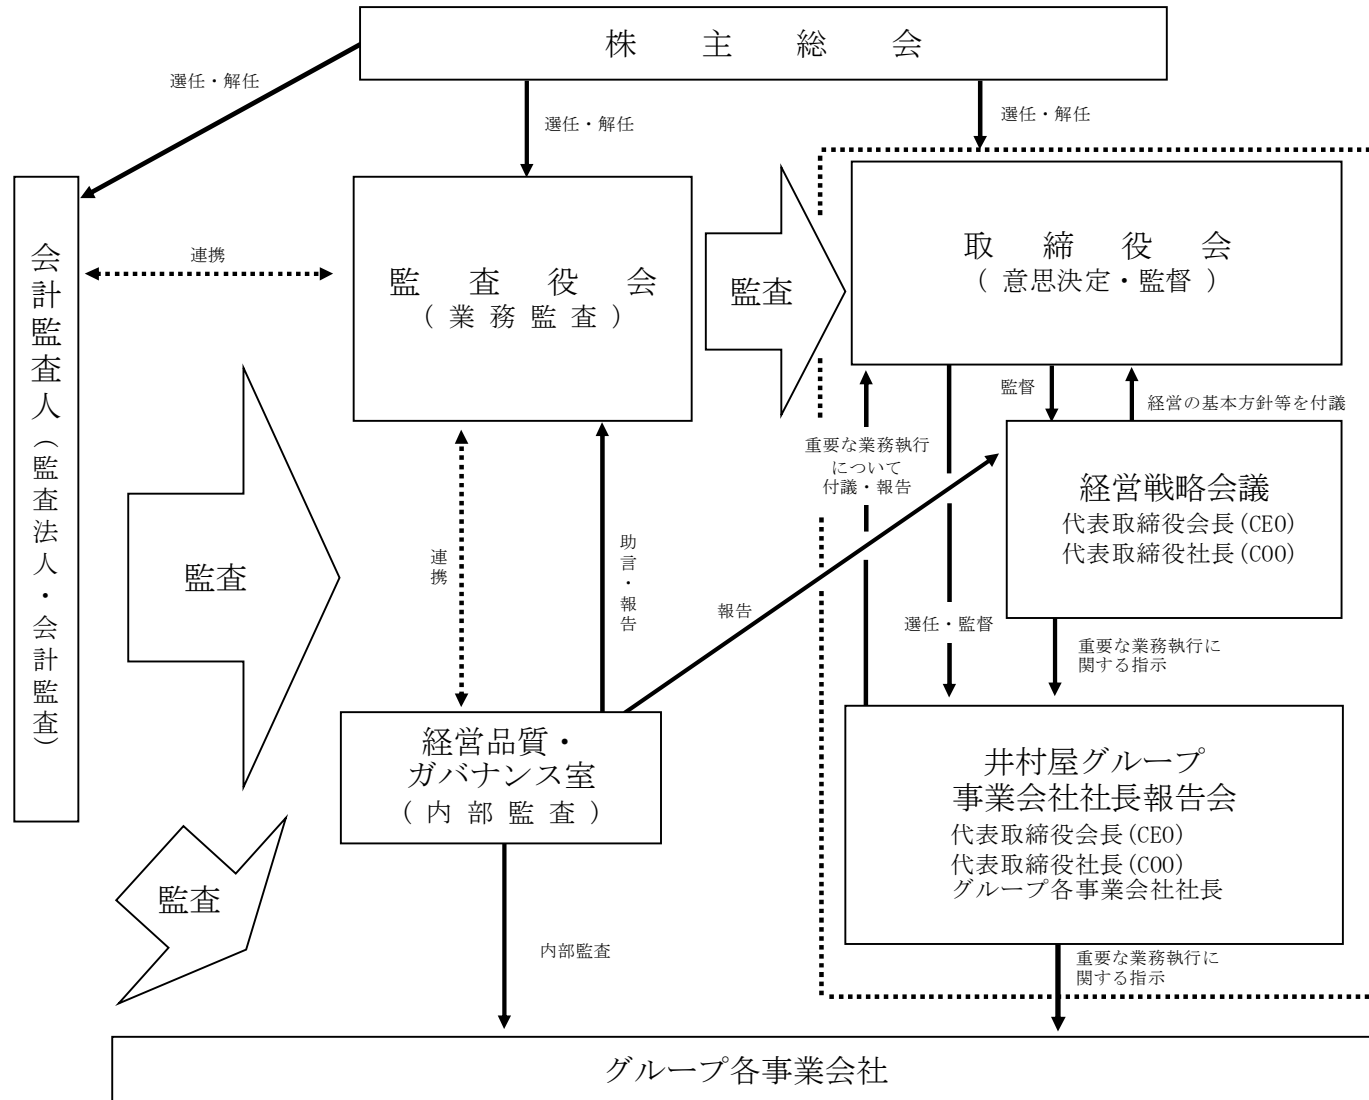 株主総会
選任・解任
選任・解任
選任・解任
会計監査人（監査法人・会計監査）
連携
監査役会
（業務監査）
監査
取締役会
（意思決定・監督）
監督
経営の基本方針等を付議
重要な業務執行
について
付議・報告
経営戦略会議
代表取締役会長(CEO)
代表取締役社長(COO)
監査
連携
助言・報告
報告
選任・監督
重要な業務執行に
関する指示
経営品質・
ガバナンス室
（内部監査）
井村屋グループ
事業会社社長報告会
代表取締役会長(CEO)
代表取締役社長(COO)
グループ各事業会社社長
監査
内部監査
重要な業務執行に
関する指示
グループ各事業会社